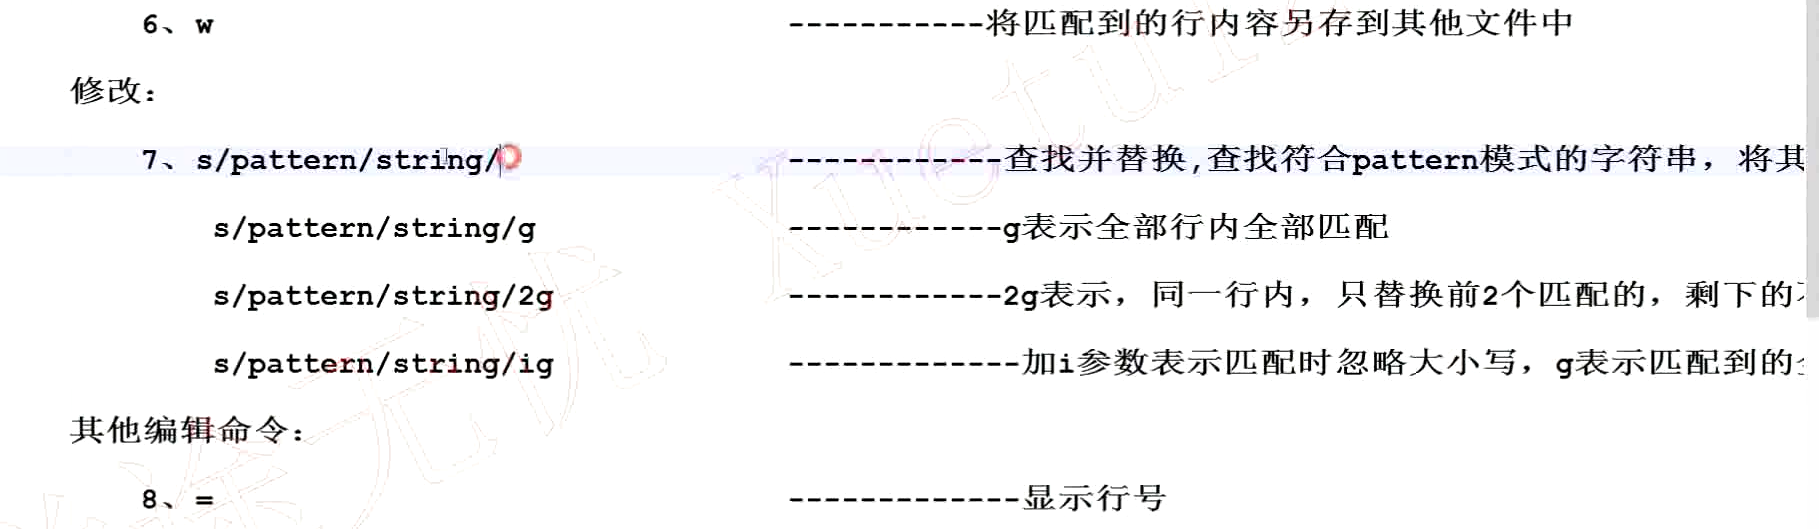 6、w -----------将匹配到的行内容另存到其他文件中
修改：
7、s/pattern/string/ ------------查找并替换,查找符合pattern模式的字符串，将其
s/pattern/string/g ------------g表示全部行内全部匹配
s/pattern/string/2g ------------2g表示，同一行内，只替换前2个匹配的，剩下的
s/pattern/string/ig -------------加i参数表示匹配时忽略大小写，g表示匹配到的
其他编辑命令：
8、= -------------显示行号